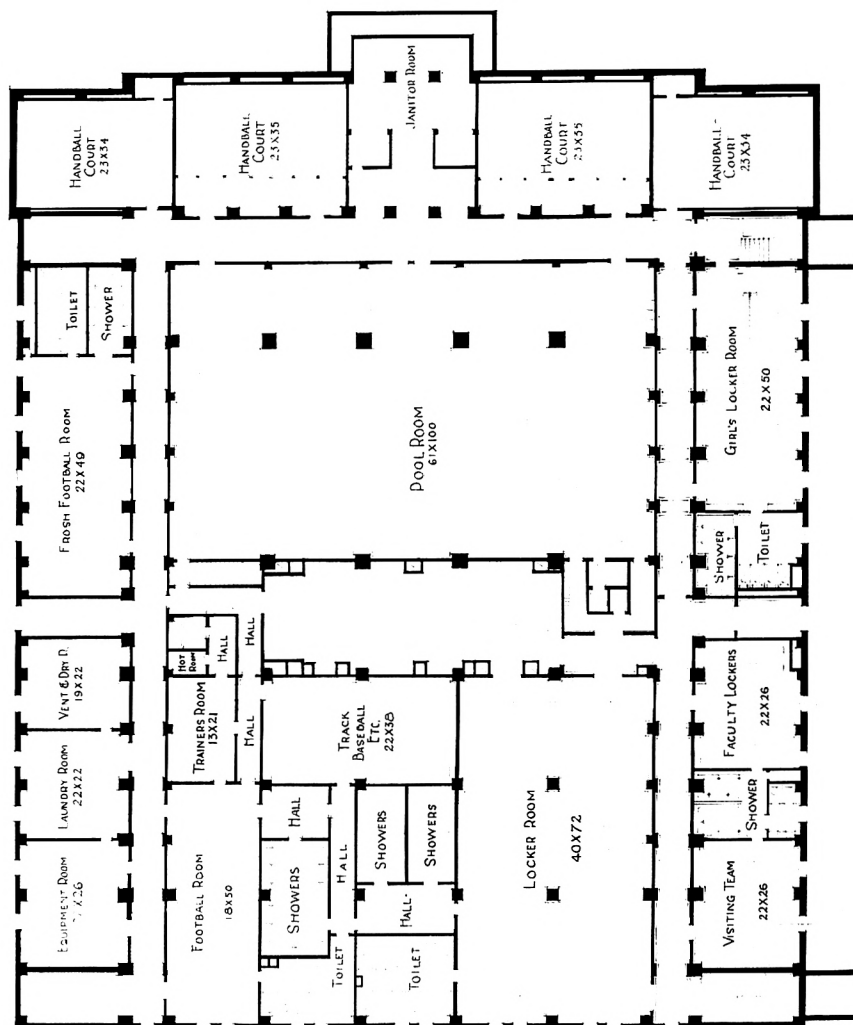 JANITOR ROOM
HANDBALL
COURT
23X34
HANDBALL
COURT
23X35
HANDBALL
COURT
23X35
HANDBALL-
COURT
23X34
TOILET
SHOWER
FROSH FOOTBALL ROOM
22X49
POOL ROOM
61X100
GIRL'S LOCKER ROOM
22X50
SHOWER
TOILET
HOT
ROOM
HALL
HALL
VENT & DRY R.
19X22
TRAINERS ROOM
13X21
HALL
TRACK
BASEBALL
ETC.
22X38
FACULTY LOCKERS
22X26
LAUNDRY ROOM
22X22
HALL
HALL
SHOWERS
SHOWERS
LOCKER ROOM
40X72
SHOWER
EQUIPMENT ROOM
X26
FOOTBALL ROOM
18X50
SHOWERS
HALL-
VISITING TEAM
22X26
TOILET
TOILET